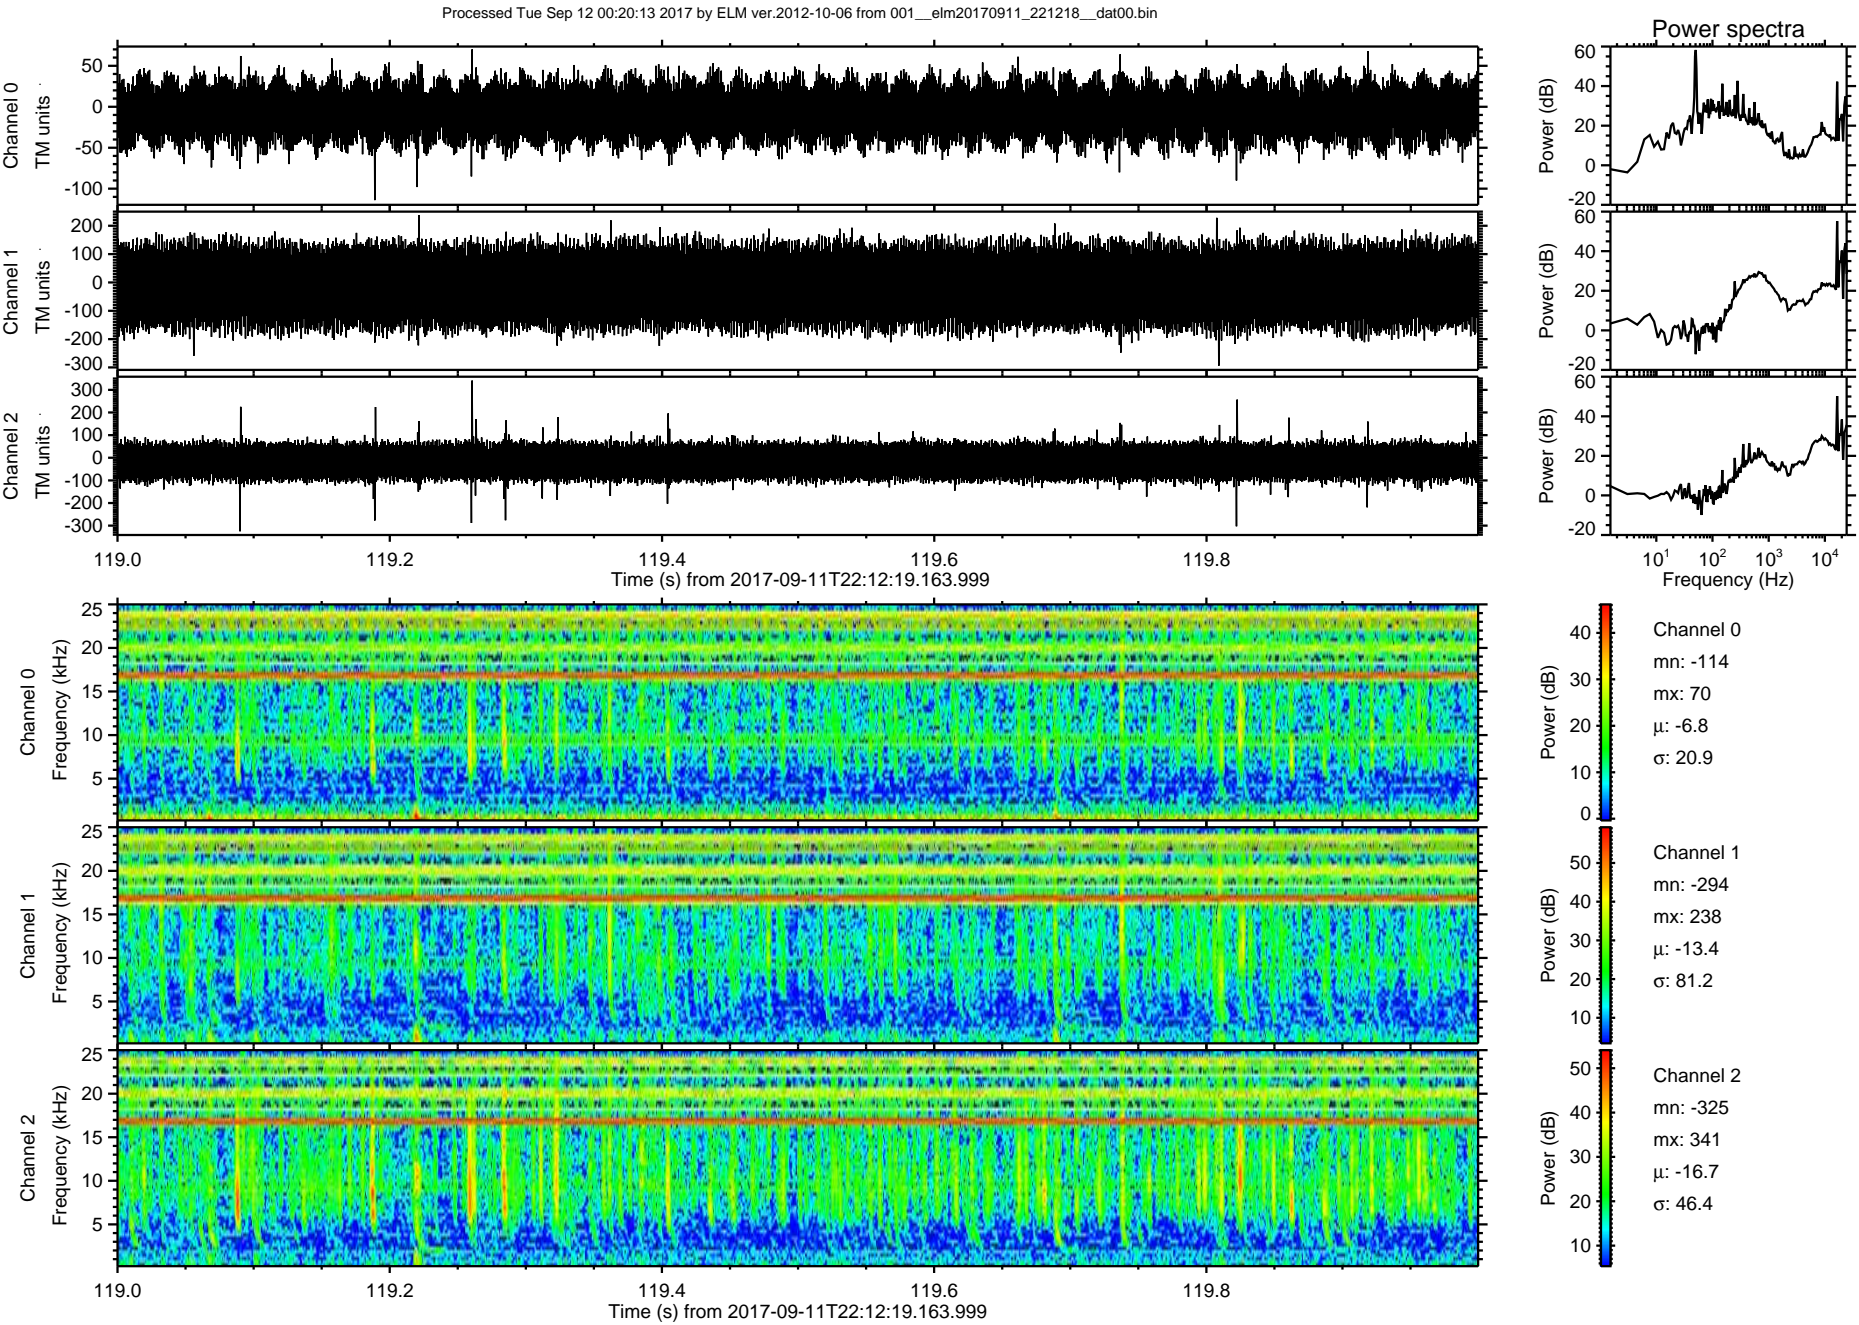 Processed Tue Sep 12 00:20:13 2017 by ELM ver.2012-10-06 from 001__elm20170911_221218__dat00.bin
Power spectra
Channel 0
TM units
50
0
-50
-100
Power (dB)
60
40
20
0
-20
Channel 1
TM units
200
100
0
-100
-200
-300
Power (dB)
60
40
20
0
-20
Channel 2
TM units
300
200
100
0
-100
-200
-300
Power (dB)
60
40
20
0
-20
119.0 119.2 119.4 119.6 119.8
Time (s) from 2017-09-11T22:12:19.163.999
10¹ 10² 10³ 10⁴
Frequency (Hz)
Channel 0
Frequency (kHz)
25
20
15
10
5
Power (dB)
40
30
20
10
0
Channel 0
mn: -114
mx: 70
μ: -6.8
σ: 20.9
Channel 1
Frequency (kHz)
25
20
15
10
5
Power (dB)
50
40
30
20
10
Channel 1
mn: -294
mx: 238
μ: -13.4
σ: 81.2
Channel 2
Frequency (kHz)
25
20
15
10
5
Power (dB)
50
40
30
20
10
Channel 2
mn: -325
mx: 341
μ: -16.7
σ: 46.4
119.0 119.2 119.4 119.6 119.8
Time (s) from 2017-09-11T22:12:19.163.999